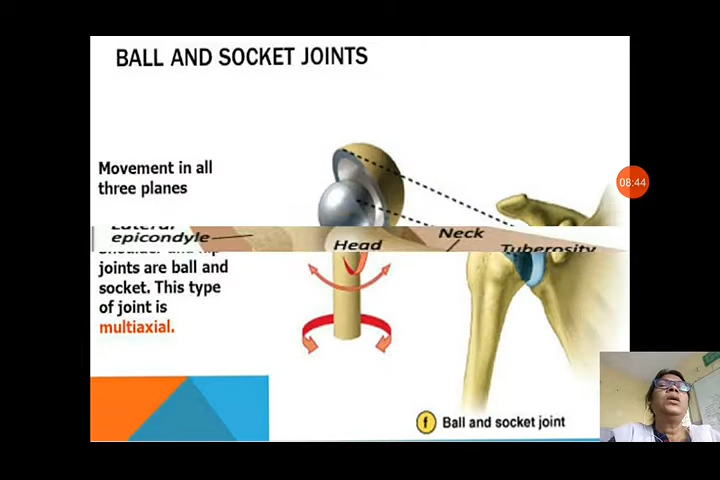 BALL AND SOCKET JOINTS
Movement in all
three planes
08:44
epicondyle
Neck
Head
Tuberosity
joints are ball and
socket. This type
of joint is
multiaxial.
f Ball and socket joint